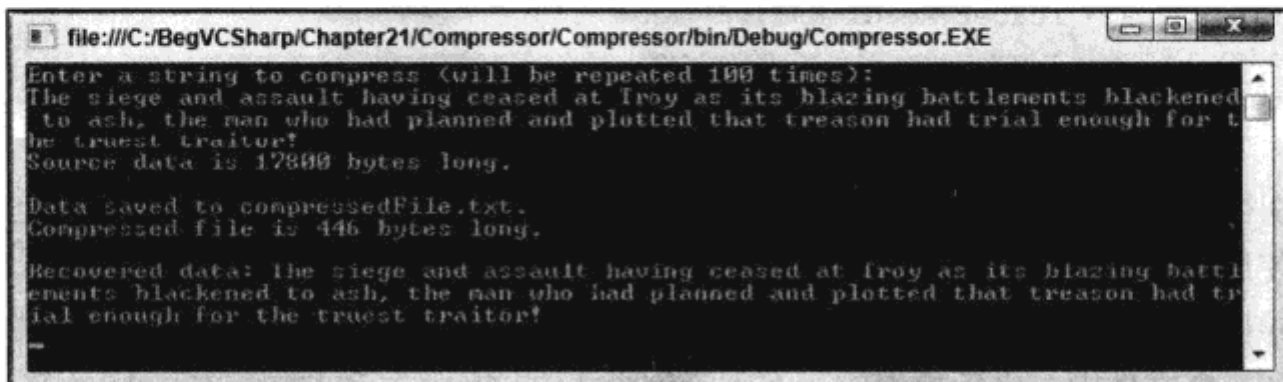 file:///C:/BegVCSharp/Chapter21/Compressor/Compressor/bin/Debug/Compressor.EXE
Enter a string to compress (will be repeated 100 times):
The siege and assault having ceased at Troy as its blazing battlements blackened
to ash, the man who had planned and plotted that treason had trial enough for t
he truest traitor!
Source data is 17800 bytes long.
Data saved to compressedFile.txt.
Compressed file is 446 bytes long.
Recovered data: The siege and assault having ceased at Troy as its blazing battl
ements blackened to ash, the man who had planned and plotted that treason had tr
ial enough for the truest traitor!